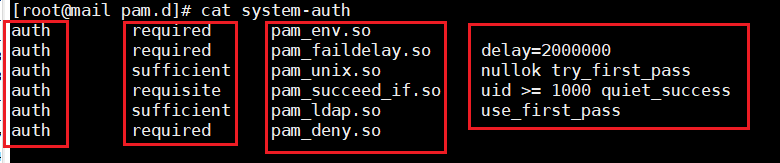 [root@mail pam.d]# cat system-auth
auth required pam_env.so
auth required pam_faildelay.so delay=2000000
auth sufficient pam_unix.so nullok try_first_pass
auth requisite pam_succeed_if.so uid >= 1000 quiet_success
auth sufficient pam_ldap.so use_first_pass
auth required pam_deny.so